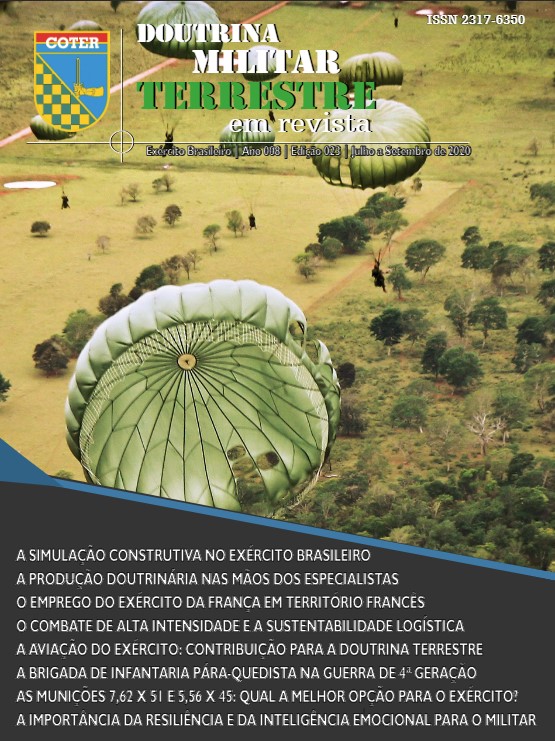 ISSN 2317-6350
COTER
DOUTRINA
MILITAR
TERRESTRE
em revista
Exército Brasileiro | Ano 008 | Edição 023 | Julho a Setembro de 2020
A SIMULAÇÃO CONSTRUTIVA NO EXÉRCITO BRASILEIRO
A PRODUÇÃO DOUTRINÁRIA NAS MÃOS DOS ESPECIALISTAS
O EMPREGO DO EXÉRCITO DA FRANÇA EM TERRITÓRIO FRANCÊS
O COMBATE DE ALTA INTENSIDADE E A SUSTENTABILIDADE LOGÍSTICA
A AVIAÇÃO DO EXÉRCITO: CONTRIBUIÇÃO PARA A DOUTRINA TERRESTRE
A BRIGADA DE INFANTARIA PÁRA-QUEDISTA NA GUERRA DE 4ª GERAÇÃO
AS MUNIÇÕES 7,62 X 51 E 5,56 X 45: QUAL A MELHOR OPÇÃO PARA O EXÉRCITO?
A IMPORTÂNCIA DA RESILIÊNCIA E DA INTELIGÊNCIA EMOCIONAL PARA O MILITAR